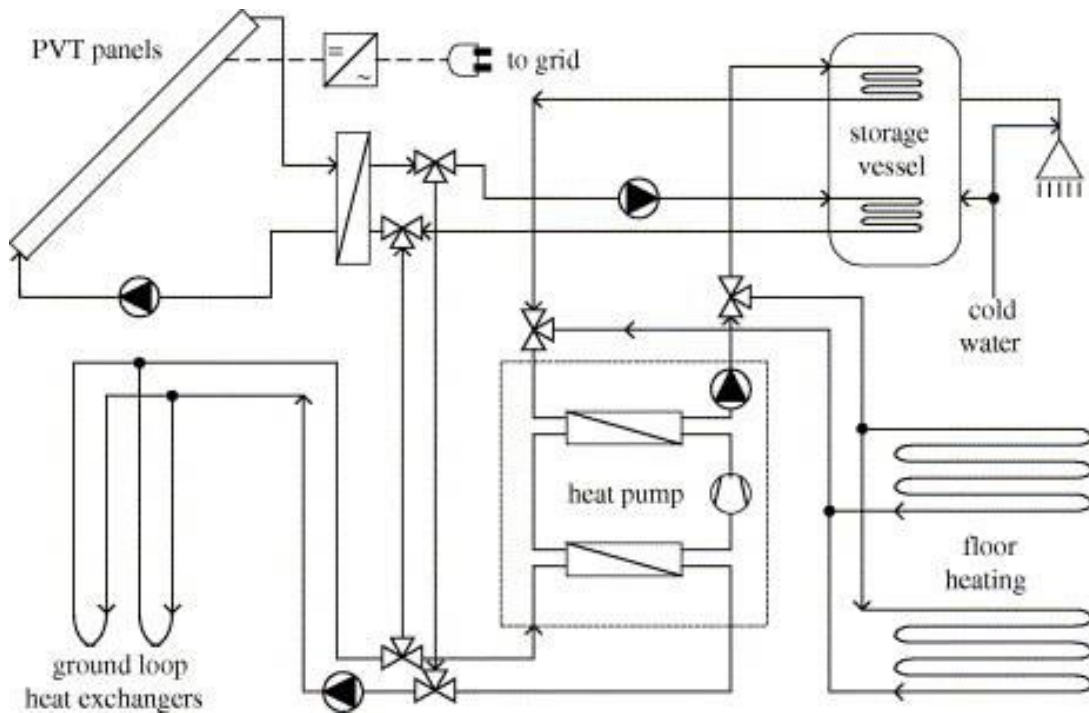 PVT panels
=
~
to grid
storage
vessel
cold
water
heat pump
floor
heating
ground loop
heat exchangers